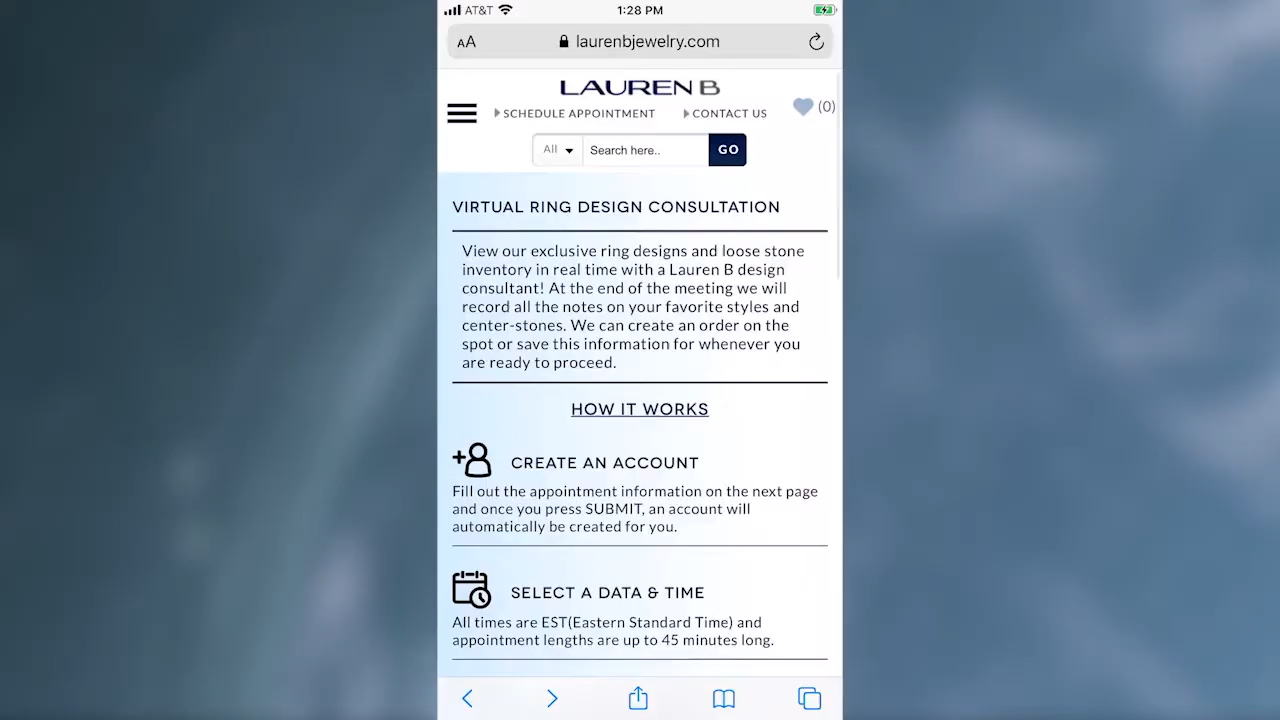 AT&T
1:28 PM
AA
laurenbjewelry.com
LAUREN B
SCHEDULE APPOINTMENT
CONTACT US
(0)
All
Search here..
GO
VIRTUAL RING DESIGN CONSULTATION
View our exclusive ring designs and loose stone
inventory in real time with a Lauren B design
consultant! At the end of the meeting we will
record all the notes on your favorite styles and
center-stones. We can create an order on the
spot or save this information for whenever you
are ready to proceed.
HOW IT WORKS
CREATE AN ACCOUNT
Fill out the appointment information on the next page
and once you press SUBMIT, an account will
automatically be created for you.
SELECT A DATA & TIME
All times are EST(Eastern Standard Time) and
appointment lengths are up to 45 minutes long.